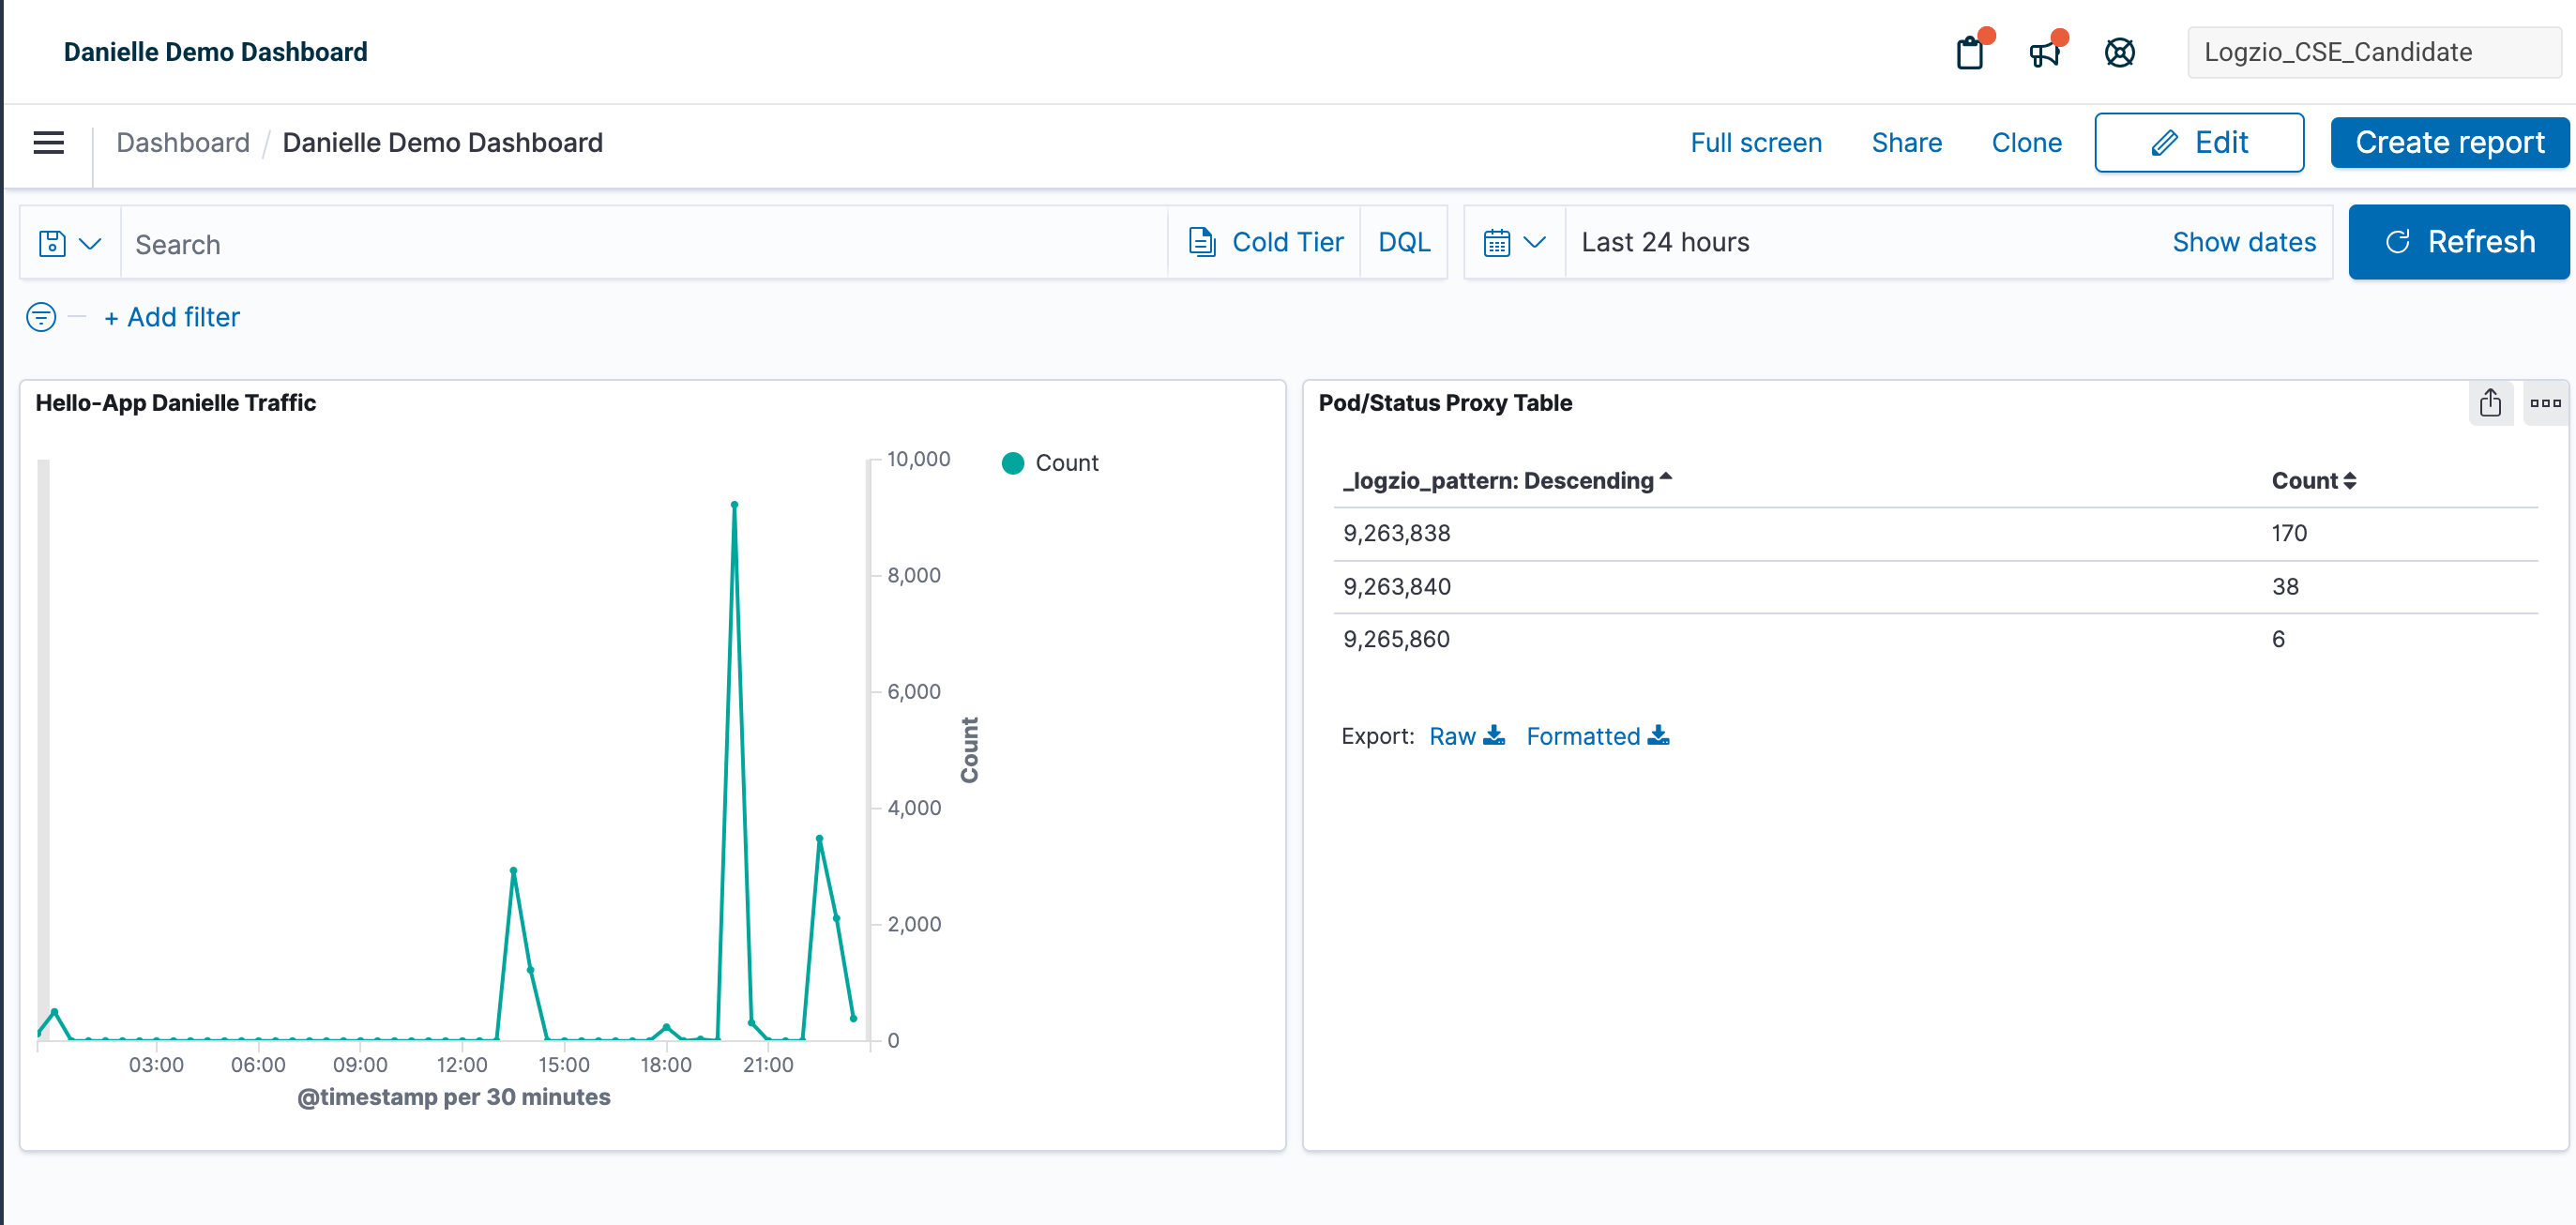 Danielle Demo Dashboard
Logzio_CSE_Candidate
Dashboard / Danielle Demo Dashboard
Full screen
Share
Clone
Edit
Create report
Search
Cold Tier
DQL
Last 24 hours
Show dates
Refresh
+ Add filter
Hello-App Danielle Traffic
10,000
8,000
6,000
4,000
2,000
0
Count
Count
03:00 06:00 09:00 12:00 15:00 18:00 21:00
@timestamp per 30 minutes
Pod/Status Proxy Table
_logzio_pattern: Descending Count
9,263,838 170
9,263,840 38
9,265,860 6
Export: Raw Formatted